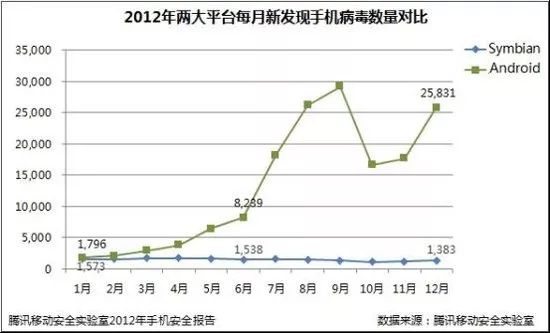 2012年两大平台每月新发现手机病毒数量对比
Symbian
Android
35,000
30,000
25,000
20,000
15,000
10,000
5,000
0
1,796
1,573
8,289
1,538
25,831
1,383
1月 2月 3月 4月 5月 6月 7月 8月 9月 10月 11月 12月
腾讯移动安全实验室2012年手机安全报告
数据来源：腾讯移动安全实验室